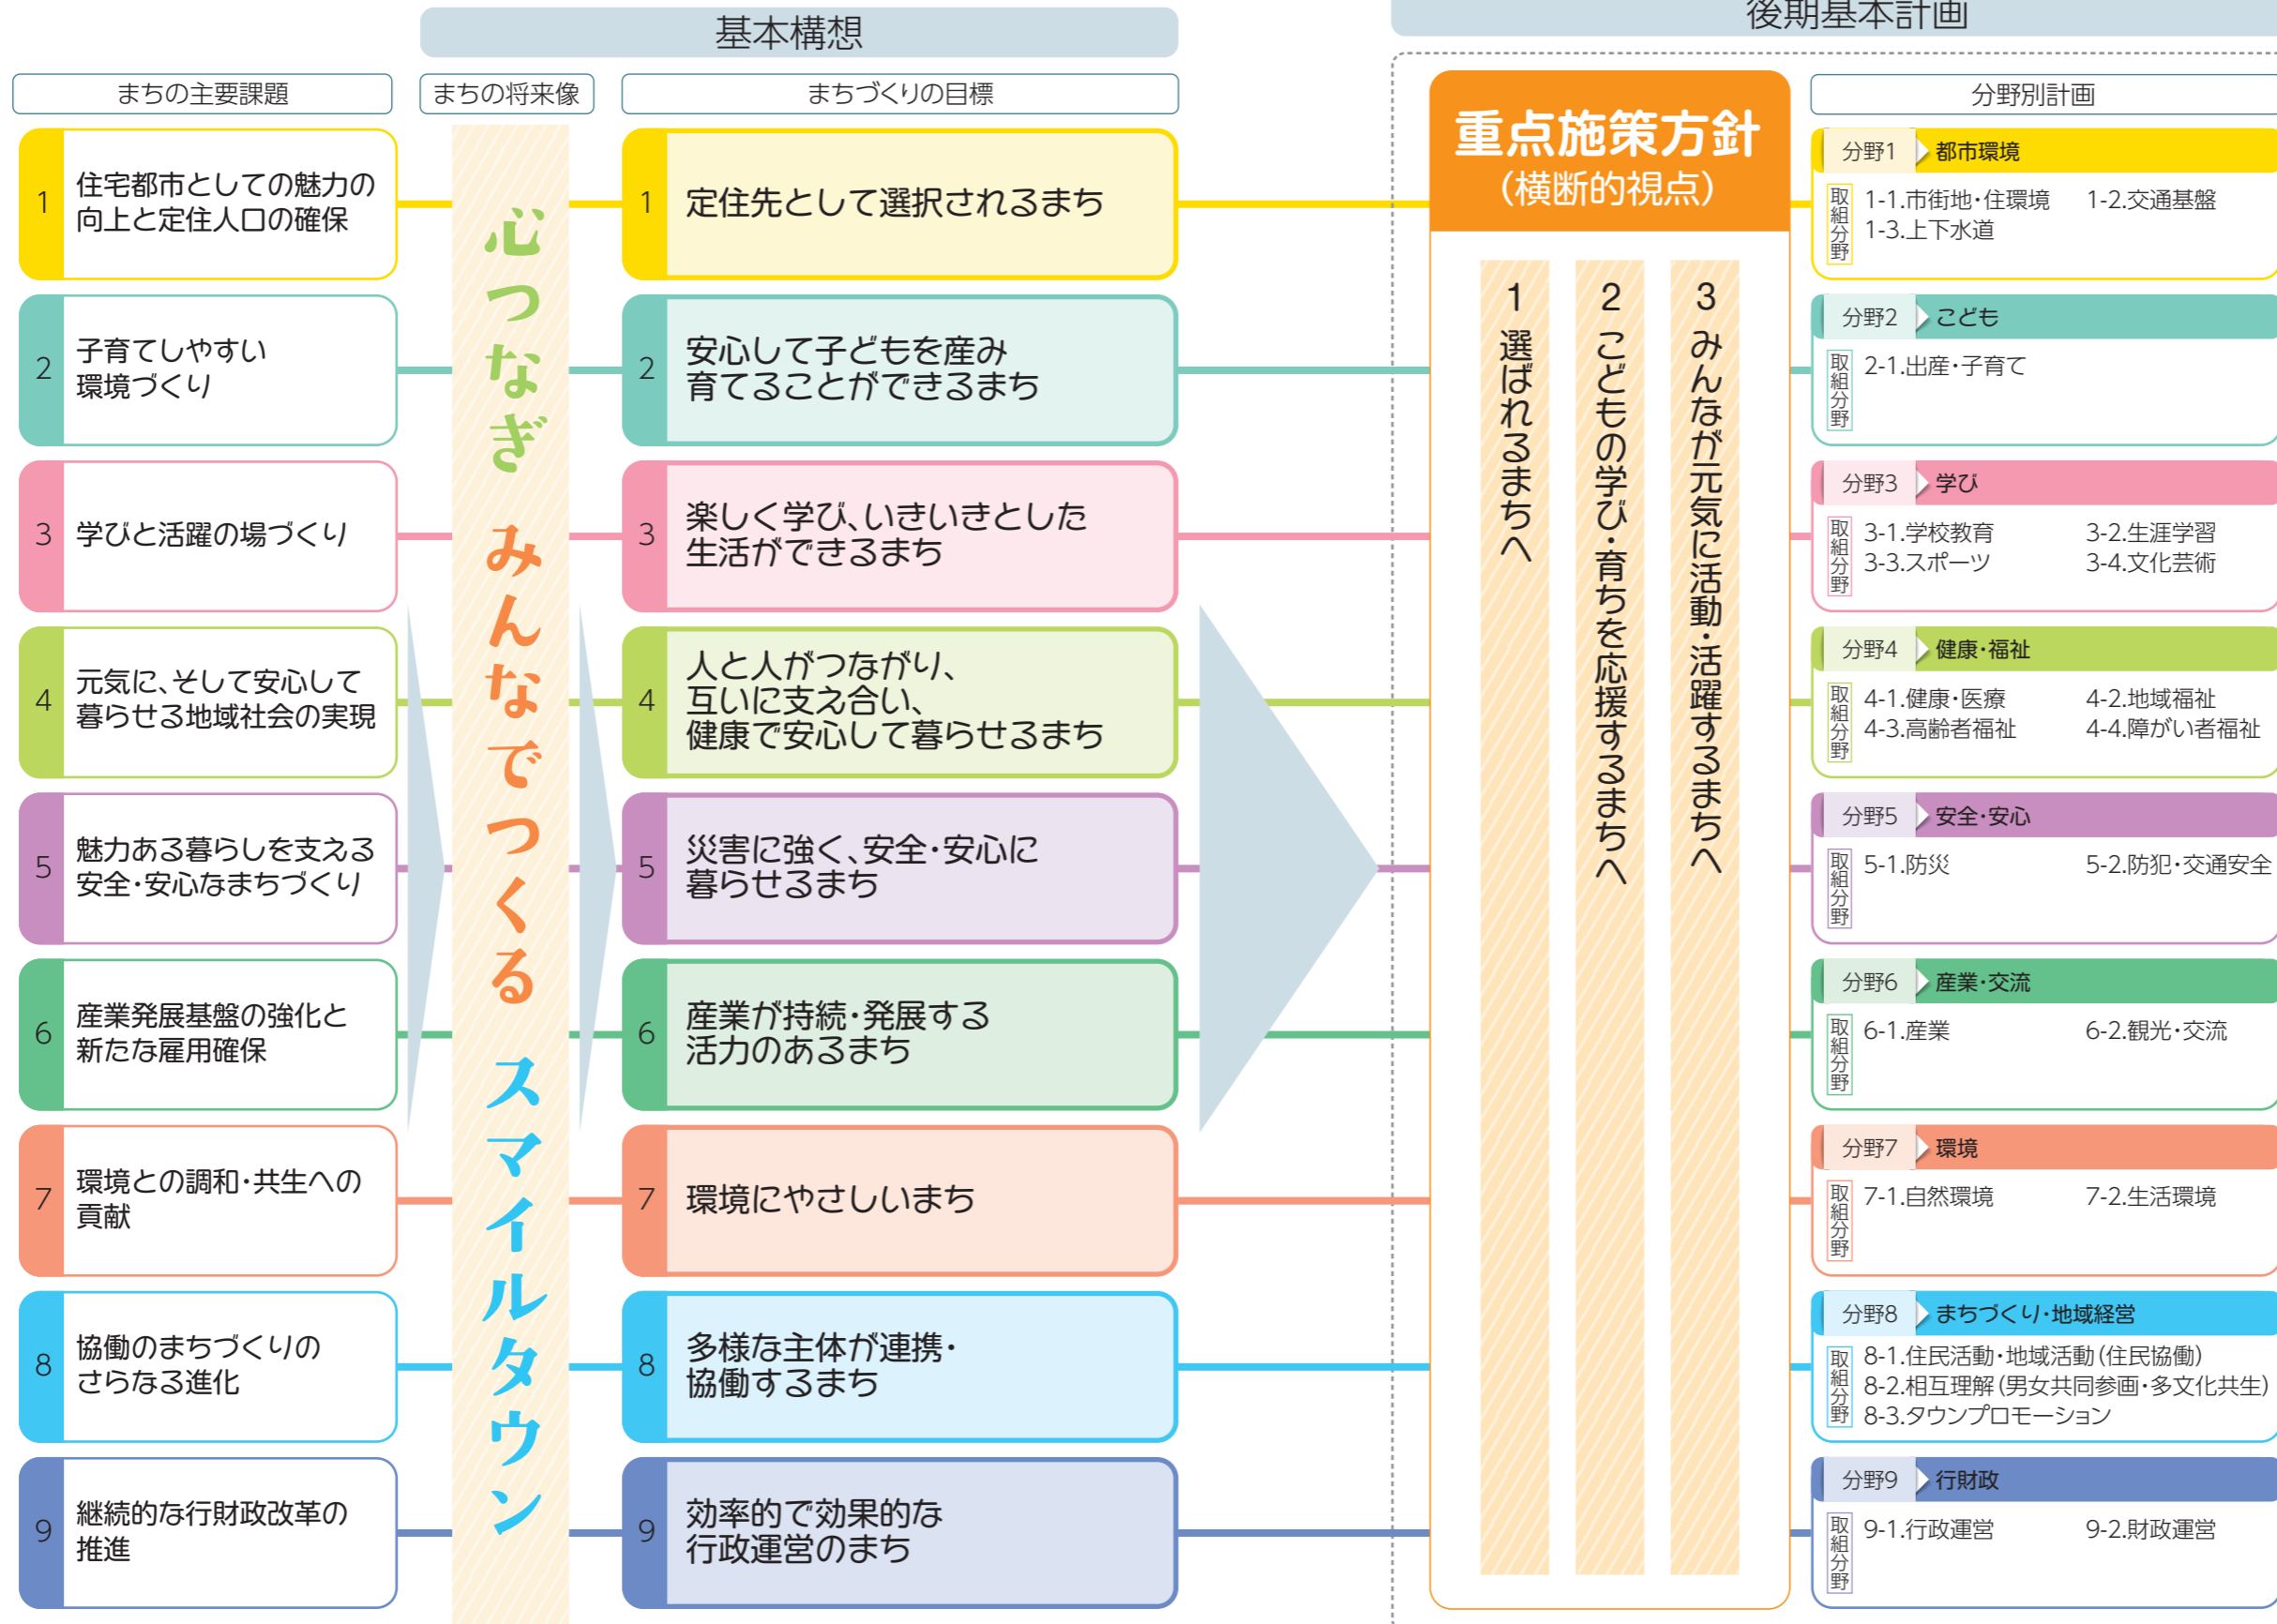 基本構想
後期基本計画
まちの主要課題
まちの将来像
まちづくりの目標
分野別計画
1
住宅都市としての魅力の
向上と定住人口の確保
2
子育てしやすい
環境づくり
3
学びと活躍の場づくり
4
元気に、そして安心して
暮らせる地域社会の実現
5
魅力ある暮らしを支える
安全・安心なまちづくり
6
産業発展基盤の強化と
新たな雇用確保
7
環境との調和・共生への
貢献
8
協働のまちづくりの
さらなる進化
9
継続的な行財政改革の
推進
心つなぎ みんなでつくる スマイルタウン
1
定住先として選択されるまち
2
安心して子どもを産み
育てることができるまち
3
楽しく学び、いきいきとした
生活ができるまち
4
人と人がつながり、
互いに支え合い、
健康で安心して暮らせるまち
5
災害に強く、安全・安心に
暮らせるまち
6
産業が持続・発展する
活力のあるまち
7
環境にやさしいまち
8
多様な主体が連携・
協働するまち
9
効率的で効果的な
行政運営のまち
重点施策方針
（横断的視点）
1 選ばれるまちへ
2 こどもの学び・育ちを応援するまちへ
3 みんなが元気に活動・活躍するまちへ
分野1 都市環境
取組分野
1-1.市街地・住環境 1-2.交通基盤
1-3.上下水道
分野2 こども
取組分野
2-1.出産・子育て
分野3 学び
取組分野
3-1.学校教育 3-2.生涯学習
3-3.スポーツ 3-4.文化芸術
分野4 健康・福祉
取組分野
4-1.健康・医療 4-2.地域福祉
4-3.高齢者福祉 4-4.障がい者福祉
分野5 安全・安心
取組分野
5-1.防災 5-2.防犯・交通安全
分野6 産業・交流
取組分野
6-1.産業 6-2.観光・交流
分野7 環境
取組分野
7-1.自然環境 7-2.生活環境
分野8 まちづくり・地域経営
取組分野
8-1.住民活動・地域活動（住民協働）
8-2.相互理解（男女共同参画・多文化共生）
8-3.タウンプロモーション
分野9 行財政
取組分野
9-1.行政運営 9-2.財政運営